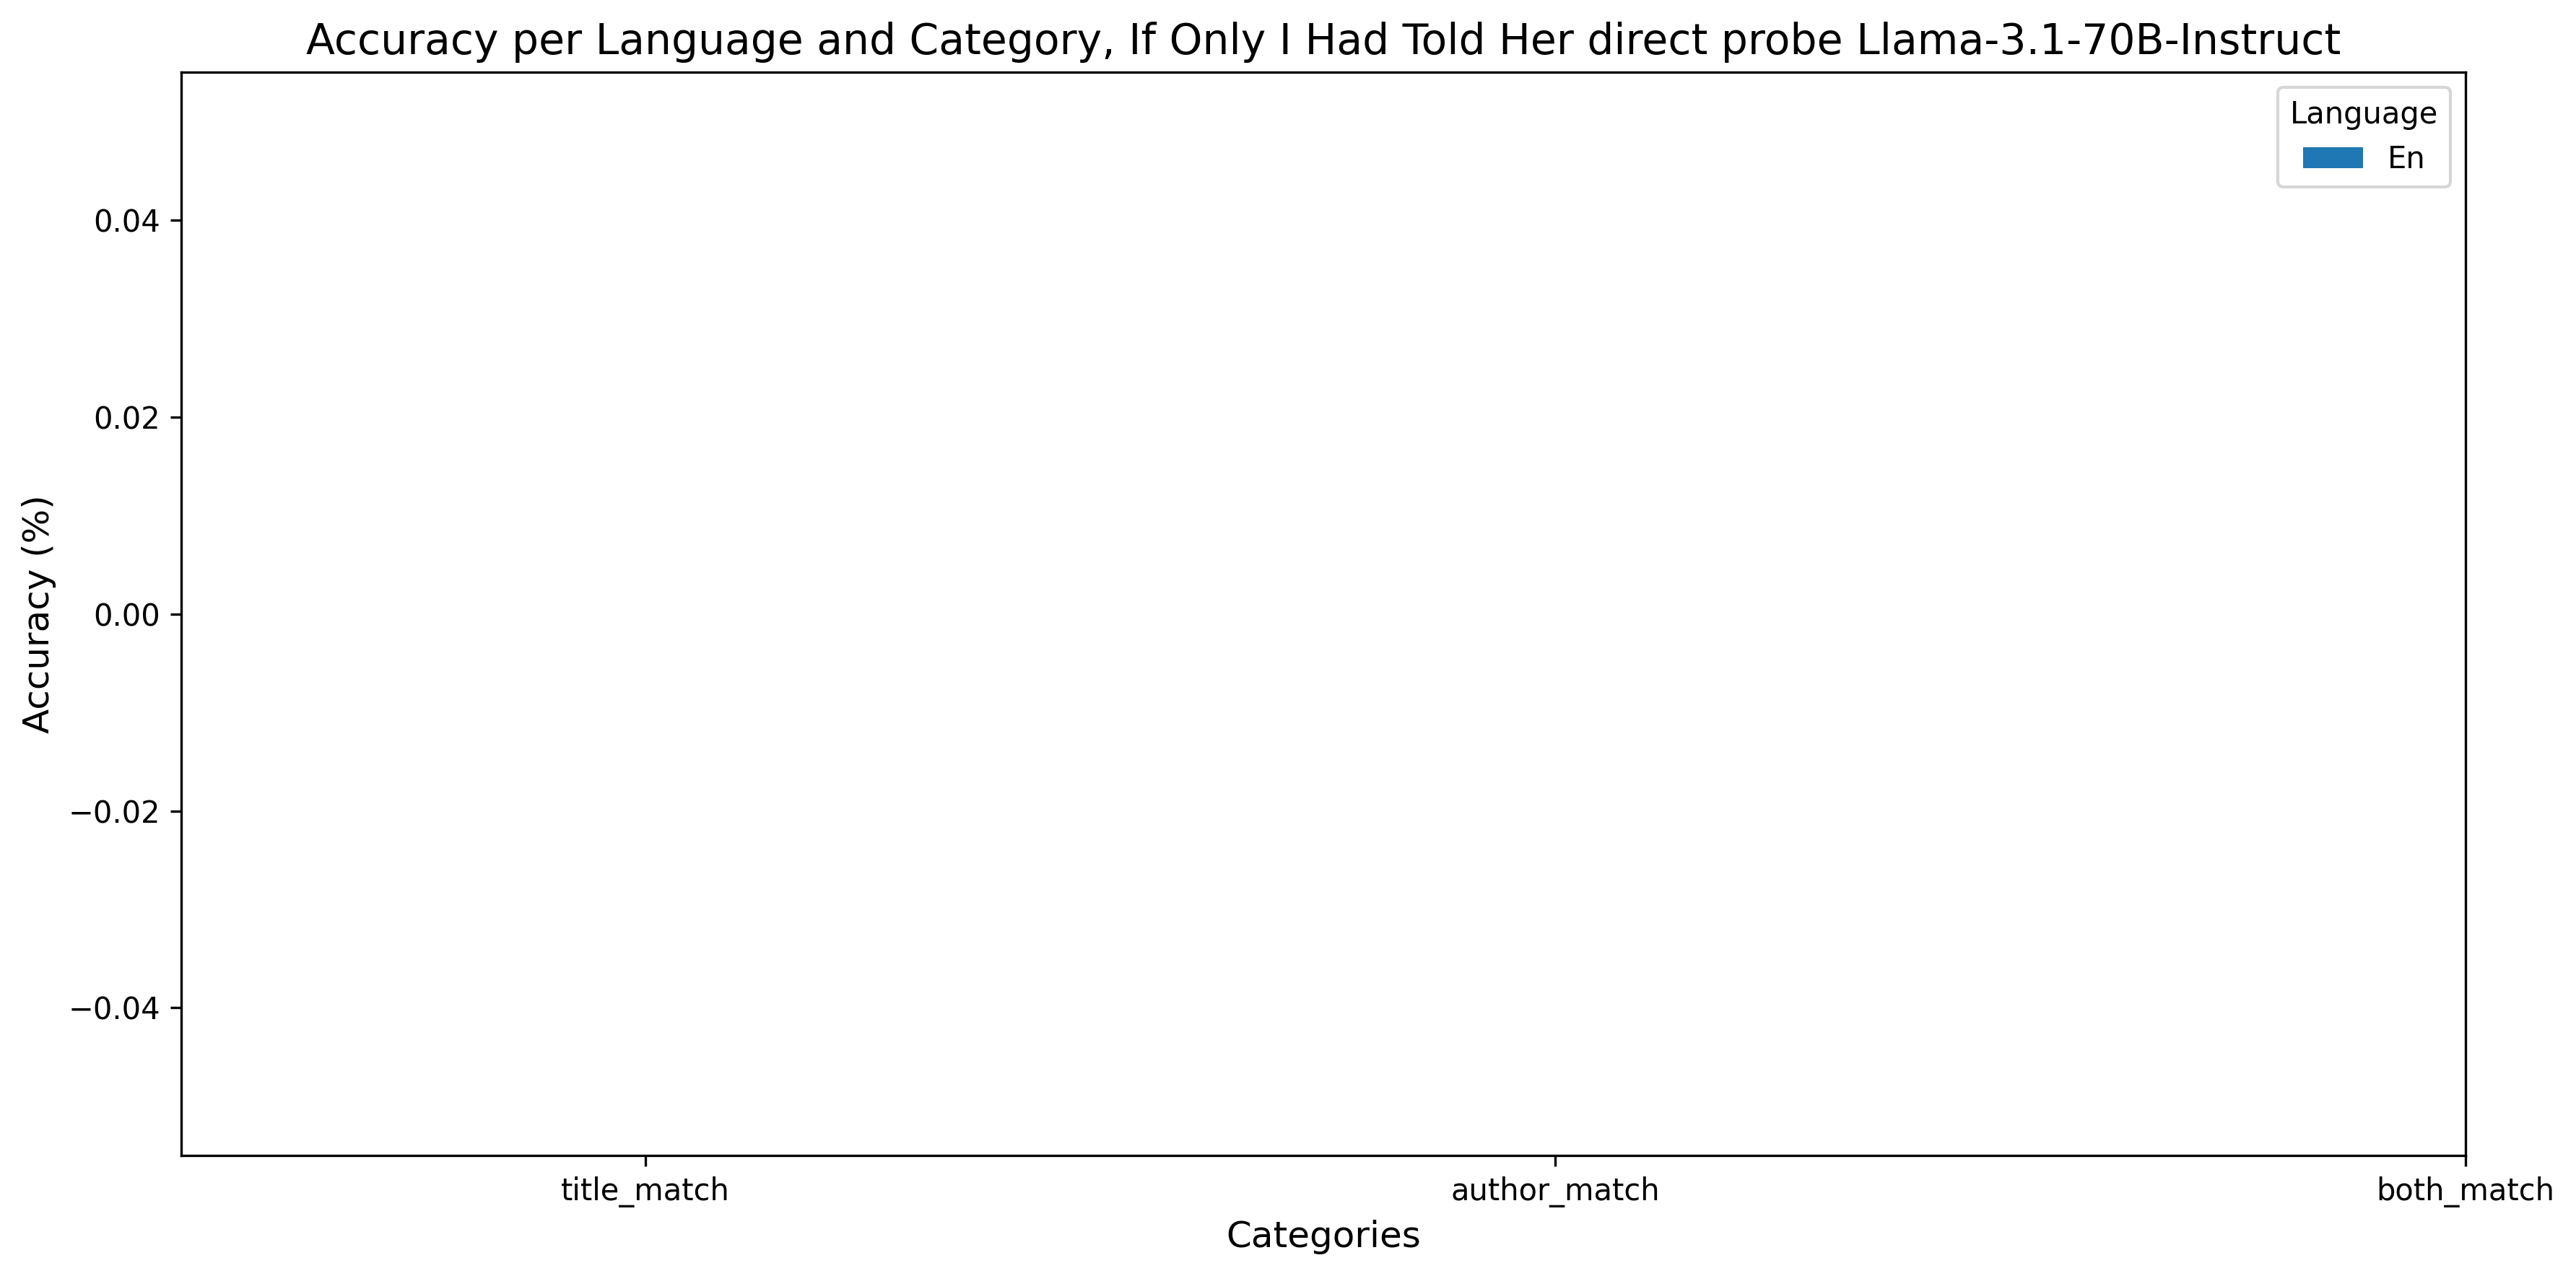 Accuracy per Language and Category, If Only I Had Told Her direct probe Llama-3.1-70B-Instruct
Language
En
Accuracy (%)
0.04
0.02
0.00
−0.02
−0.04
title_match
author_match
both_match
Categories